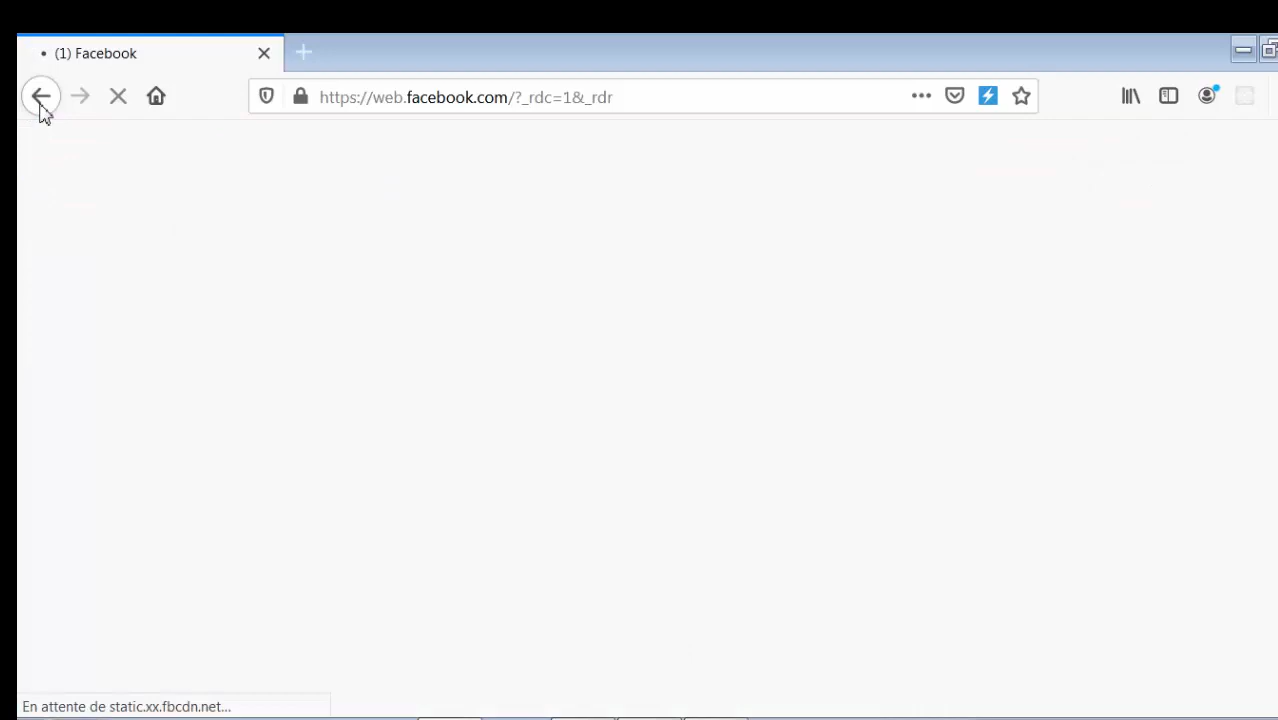 (1) Facebook
https://web.facebook.com/?_rdc=1&_rdr
En attente de static.xx.fbcdn.net...